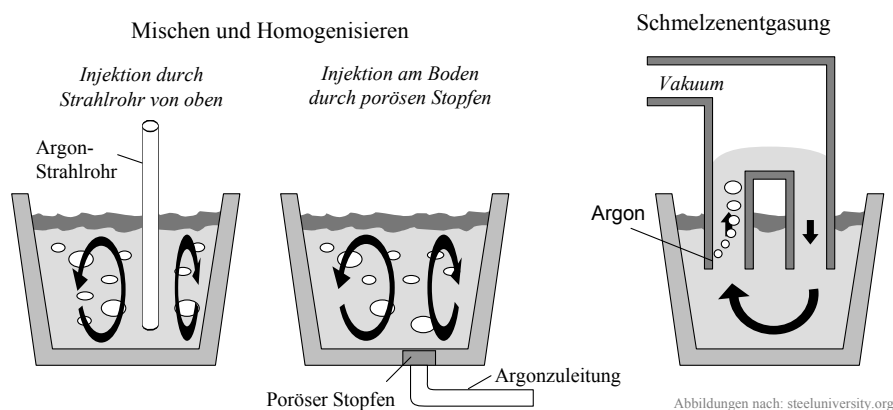 Mischen und Homogenisieren
Injektion durch
Strahlrohr von oben
Injektion am Boden
durch porösen Stopfen
Argon-
Strahlrohr
Poröser Stopfen
Argonzuleitung
Schmelzenentgasung
Vakuum
Argon
Abbildungen nach: steeluniversity.org